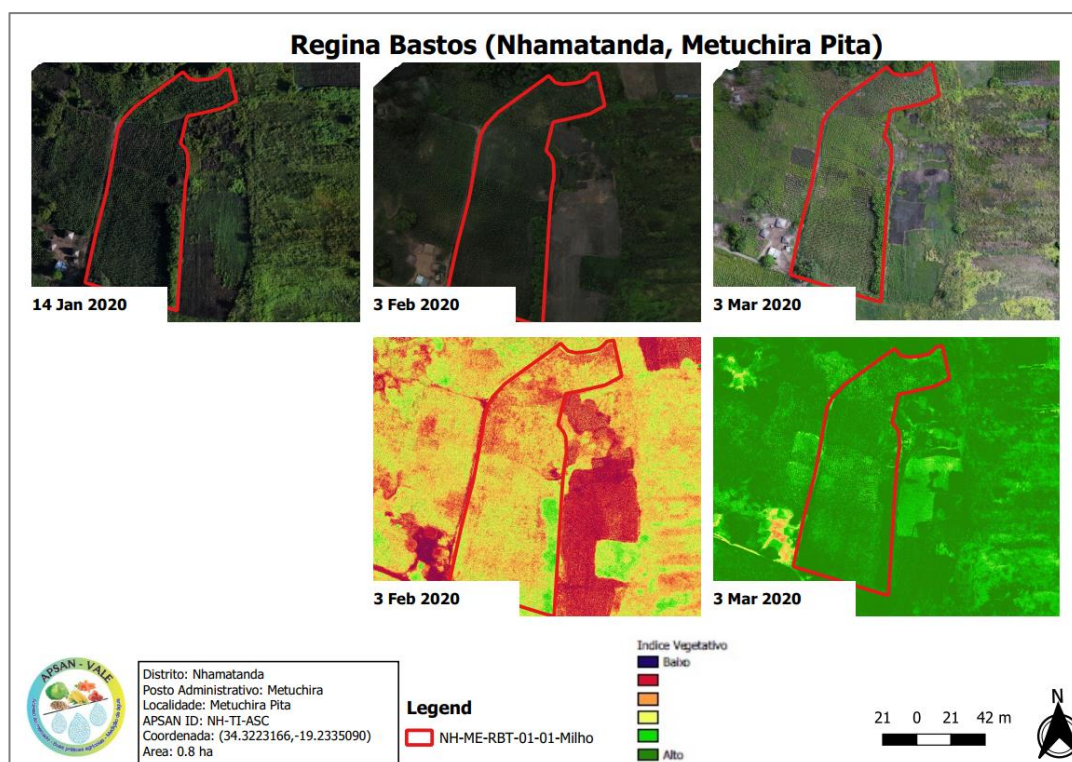 Regina Bastos (Nhamatanda, Metuchira Pita)
14 Jan 2020
3 Feb 2020
3 Mar 2020
3 Feb 2020
3 Mar 2020
APSAN - VALE
Distrito: Nhamatanda
Posto Administrativo: Metuchira
Localidade: Metuchira Pita
APSAN ID: NH-TI-ASC
Coordenada: (34.3223166,-19.2335090)
Area: 0.8 ha
Legend
NH-ME-RBT-01-01-Milho
Indice Vegetativo
Baixo
Alto
21 0 21 42 m
N